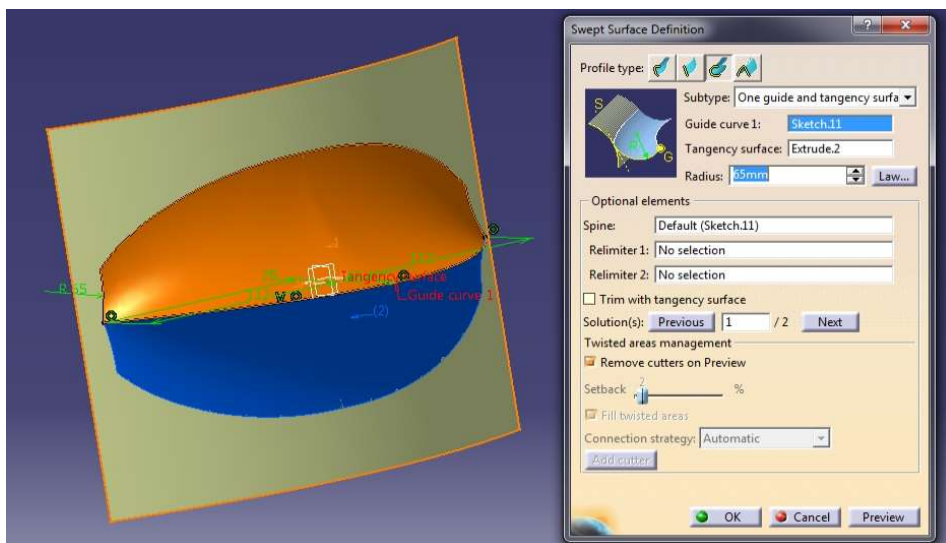 Swept Surface Definition
?
Profile type:
S
R
G
Subtype: One guide and tangency surfa
Guide curve 1: Sketch.11
Tangency surface: Extrude.2
Radius: 65mm Law...
Optional elements
Spine: Default (Sketch.11)
Relimiter 1: No selection
Relimiter 2: No selection
Trim with tangency surface
Solution(s): Previous 1 / 2 Next
Twisted areas management
Remove cutters on Preview
Setback 2 %
Fill twisted areas
Connection strategy: Automatic
Add cutter
OK Cancel Preview
R 65
Tangency surface
Guide curve 1
(2)